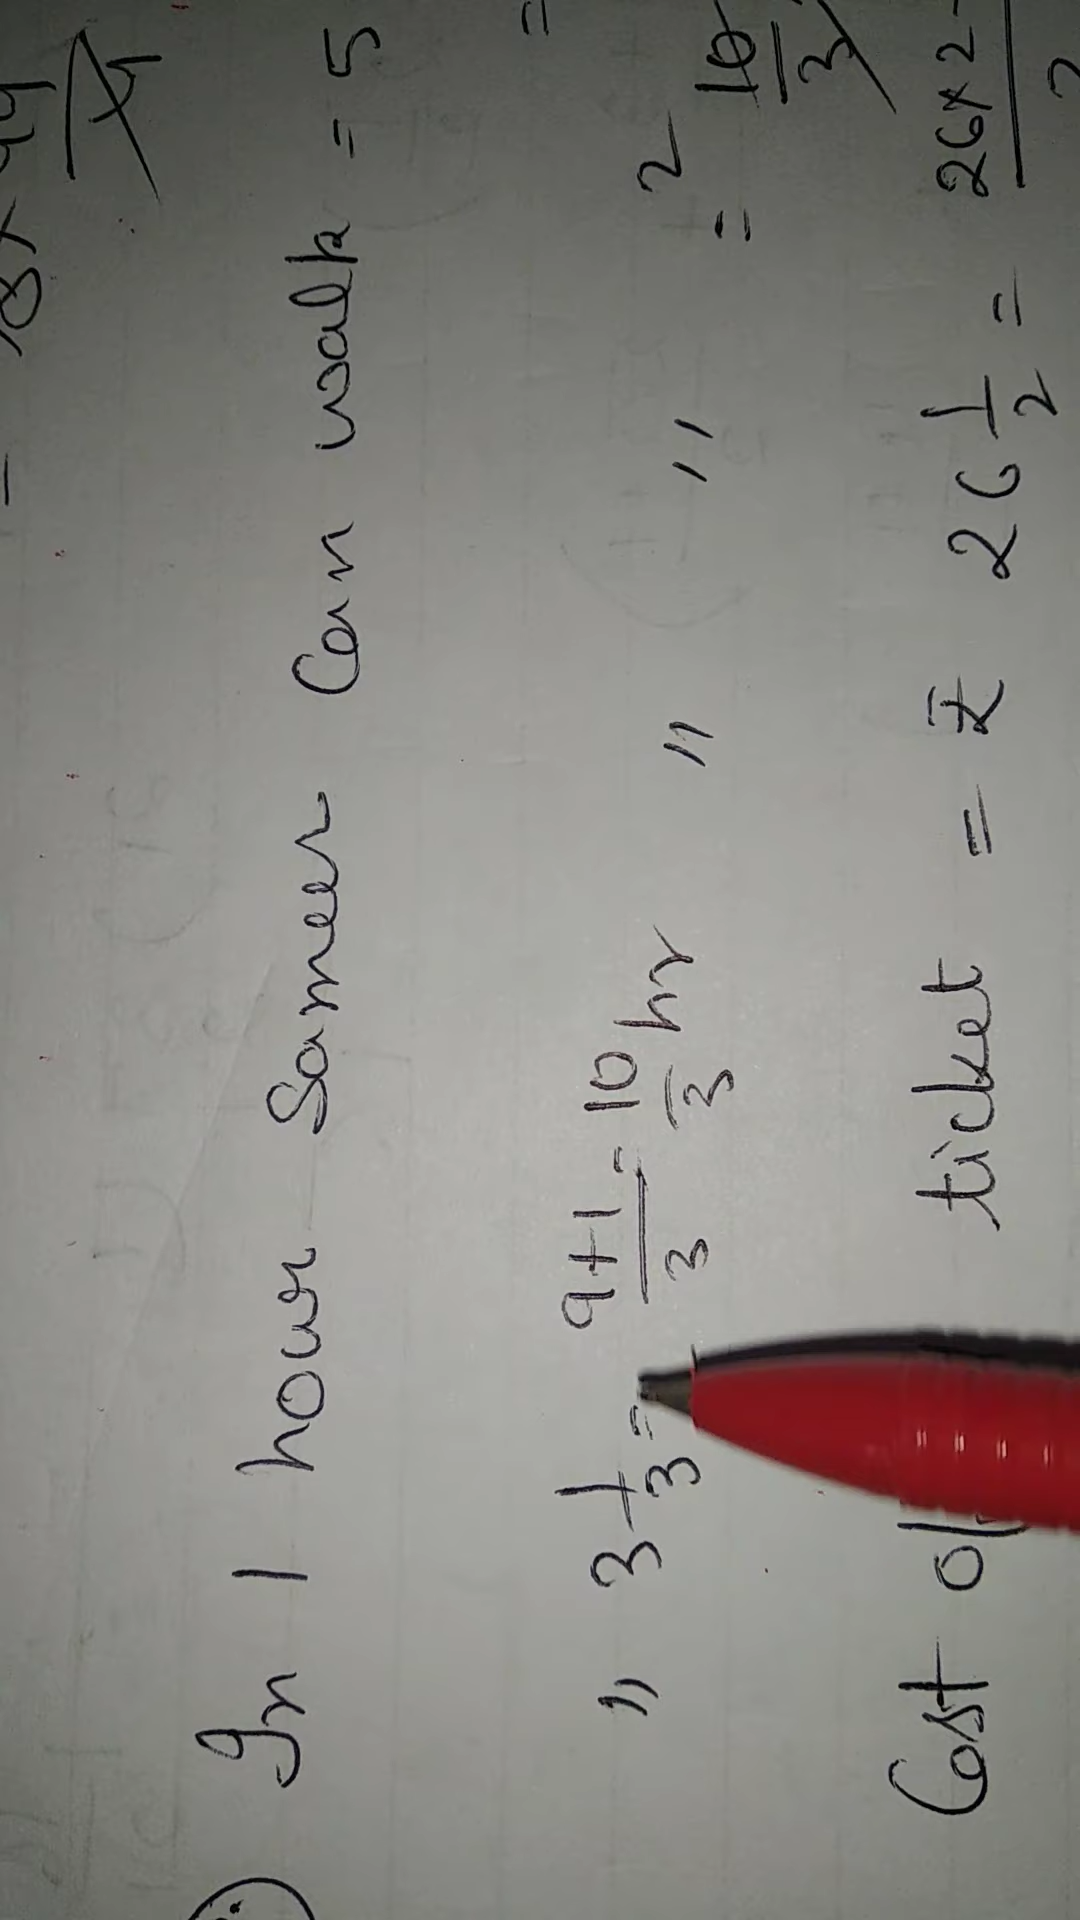 In 1 hour Sameer Can walk = 5
=
" 3 1/3 = 9+1/3 = 10/3 hr " " = 2 10/3
Cost of ticket = ₹ 26 1/2 = 26×2